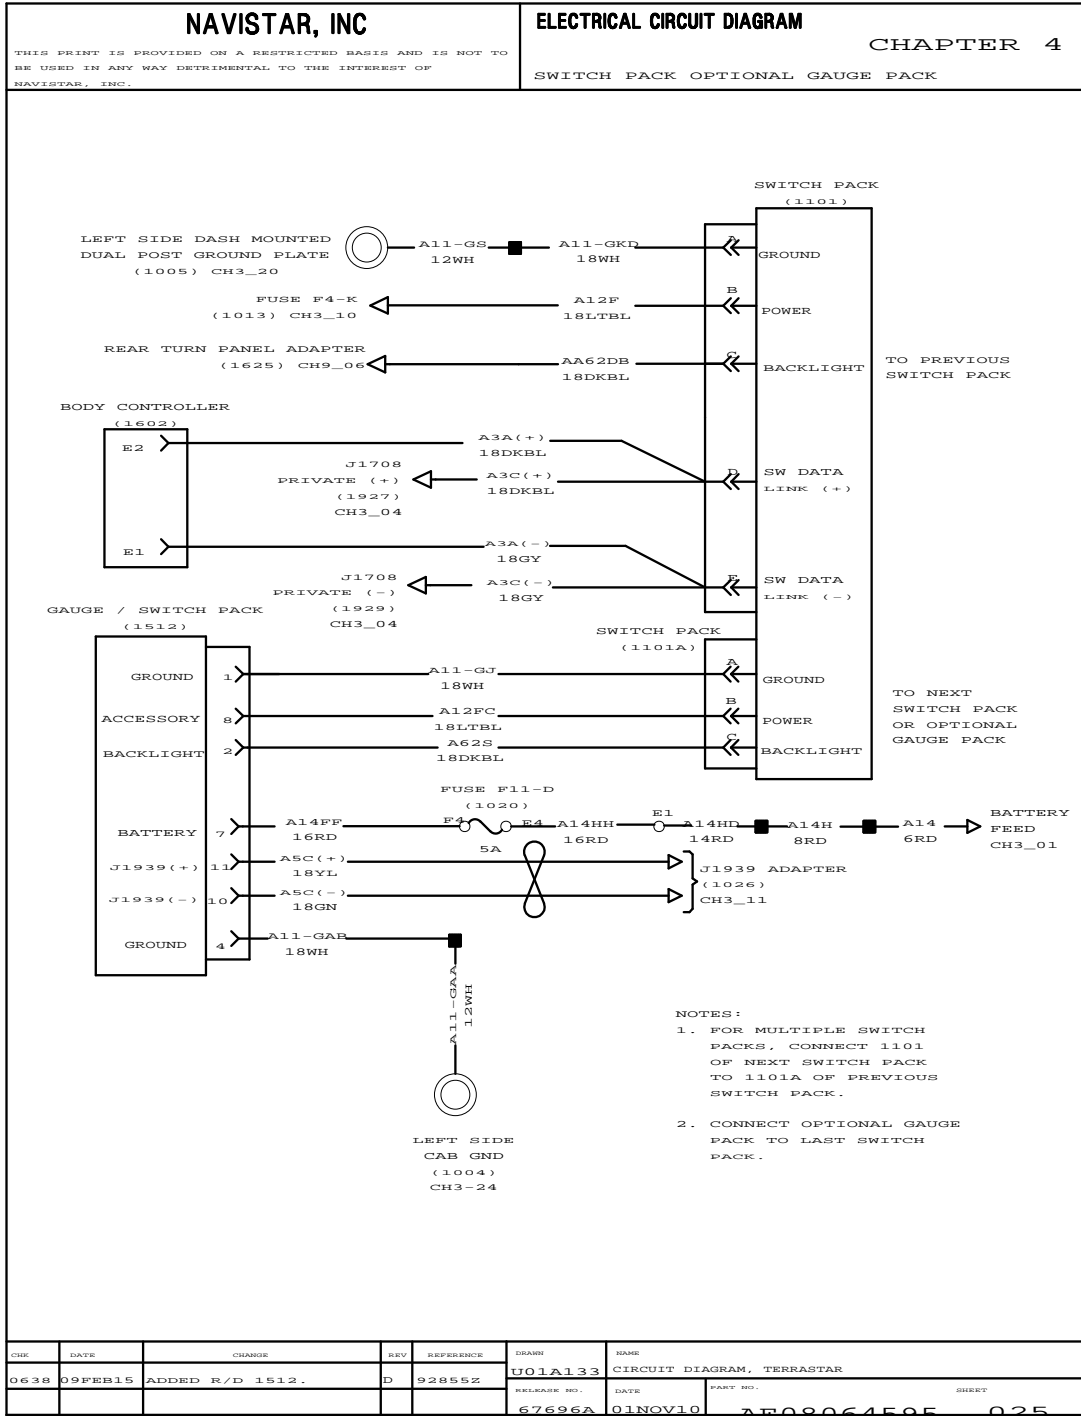 NAVISTAR, INC
THIS PRINT IS PROVIDED ON A RESTRICTED BASIS AND IS NOT TO
BE USED IN ANY WAY DETRIMENTAL TO THE INTEREST OF
NAVISTAR, INC.
ELECTRICAL CIRCUIT DIAGRAM
CHAPTER 4
SWITCH PACK OPTIONAL GAUGE PACK
SWITCH PACK
(1101)
LEFT SIDE DASH MOUNTED
DUAL POST GROUND PLATE
(1005) CH3_20
A11-GS
12WH
A11-GKD
18WH
A
GROUND
FUSE F4-K
(1013) CH3_10
A12F
18LTBL
B
POWER
REAR TURN PANEL ADAPTER
(1625) CH9_06
AA62DB
18DKBL
C
BACKLIGHT
TO PREVIOUS
SWITCH PACK
BODY CONTROLLER
(1602)
E2
A3A(+)
18DKBL
J1708
PRIVATE (+)
(1927)
CH3_04
A3C(+)
18DKBL
D
SW DATA
LINK (+)
E1
A3A(-)
18GY
J1708
PRIVATE (-)
(1929)
CH3_04
A3C(-)
18GY
E
SW DATA
LINK (-)
GAUGE / SWITCH PACK
(1512)
SWITCH PACK
(1101A)
GROUND
1
A11-GJ
18WH
A
GROUND
ACCESSORY
8
A12FC
18LTBL
B
POWER
BACKLIGHT
2
A62S
18DKBL
C
BACKLIGHT
TO NEXT
SWITCH PACK
OR OPTIONAL
GAUGE PACK
FUSE F11-D
(1020)
BATTERY
7
A14FF
16RD
F4
5A
E4
A14HH
16RD
E1
A14HD
14RD
A14H
8RD
A14
6RD
BATTERY
FEED
CH3_01
J1939(+)
11
A5C(+)
18YL
J1939(-)
10
A5C(-)
18GN
J1939 ADAPTER
(1026)
CH3_11
GROUND
4
A11-GAB
18WH
A11-GAA
12WH
LEFT SIDE
CAB GND
(1004)
CH3-24
NOTES:
1. FOR MULTIPLE SWITCH
PACKS, CONNECT 1101
OF NEXT SWITCH PACK
TO 1101A OF PREVIOUS
SWITCH PACK.
2. CONNECT OPTIONAL GAUGE
PACK TO LAST SWITCH
PACK.
CHK DATE CHANGE REV REFERENCE
0638 09FEB15 ADDED R/D 1512. D 92855Z
DRAWN
U01A133
NAME
CIRCUIT DIAGRAM, TERRASTAR
RELEASE NO.
67696A
DATE
01NOV10
PART NO.
AE08064595
SHEET
025